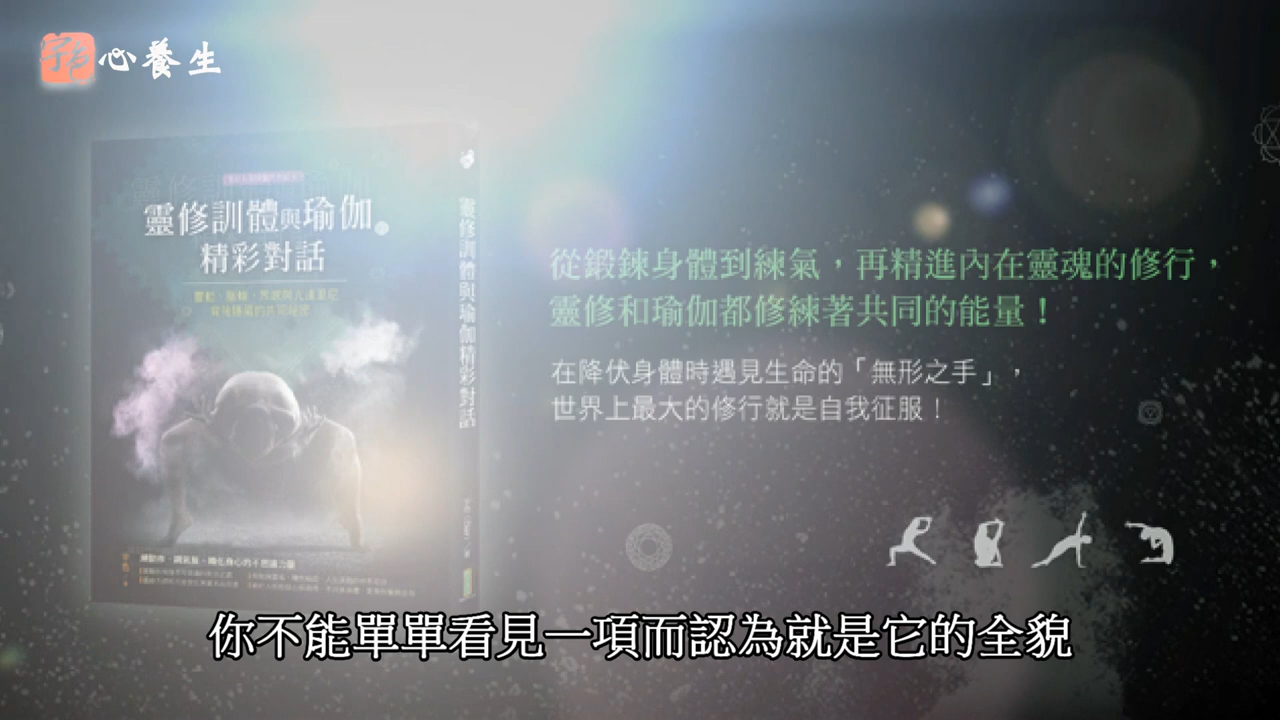 心養生
靈修訓體與瑜伽。
精彩對話
靈修訓體與瑜伽精彩對話
從鍛鍊身體到練氣，再精進內在靈魂的修行，
靈修和瑜伽都修練著共同的能量！
在降伏身體時遇見生命的「無形之手」，
世界上最大的修行就是自我征服！
你不能單單看見一項而認為就是它的全貌